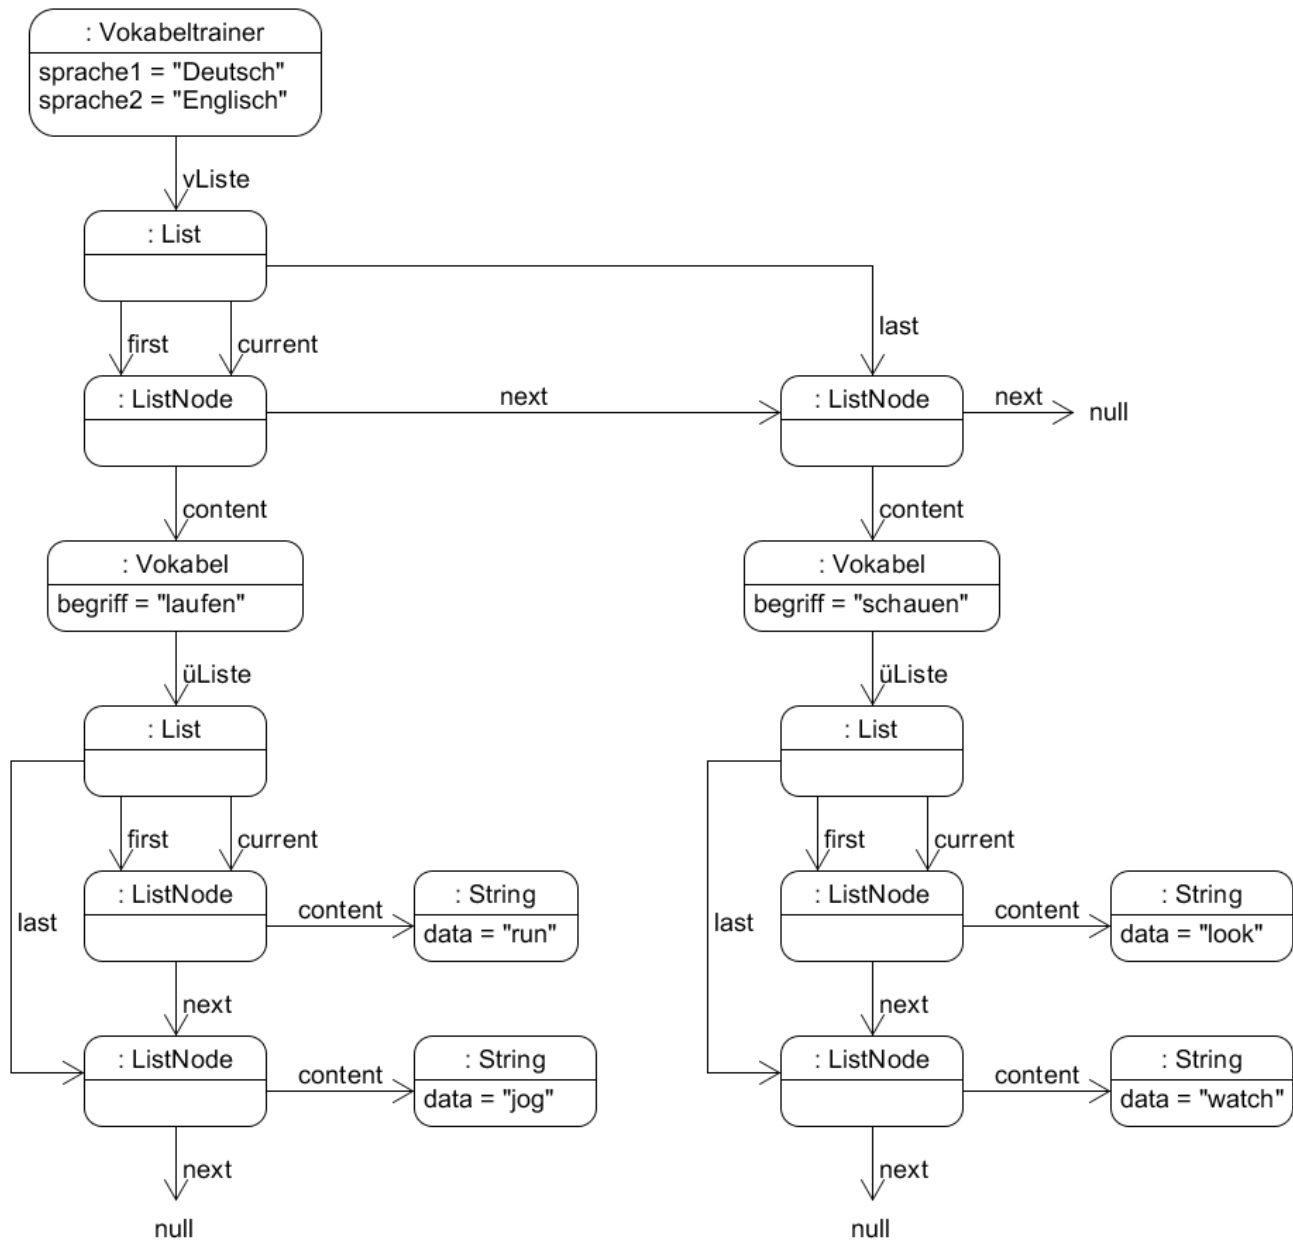 : Vokabeltrainer
sprache1 = "Deutsch"
sprache2 = "Englisch"
vListe
: List
first
current
last
: ListNode
next
: ListNode
next
null
content
content
: Vokabel
begriff = "laufen"
: Vokabel
begriff = "schauen"
üListe
üListe
: List
: List
first
current
first
current
last
: ListNode
content
: String
data = "run"
last
: ListNode
content
: String
data = "look"
next
next
: ListNode
content
: String
data = "jog"
: ListNode
content
: String
data = "watch"
next
next
null
null